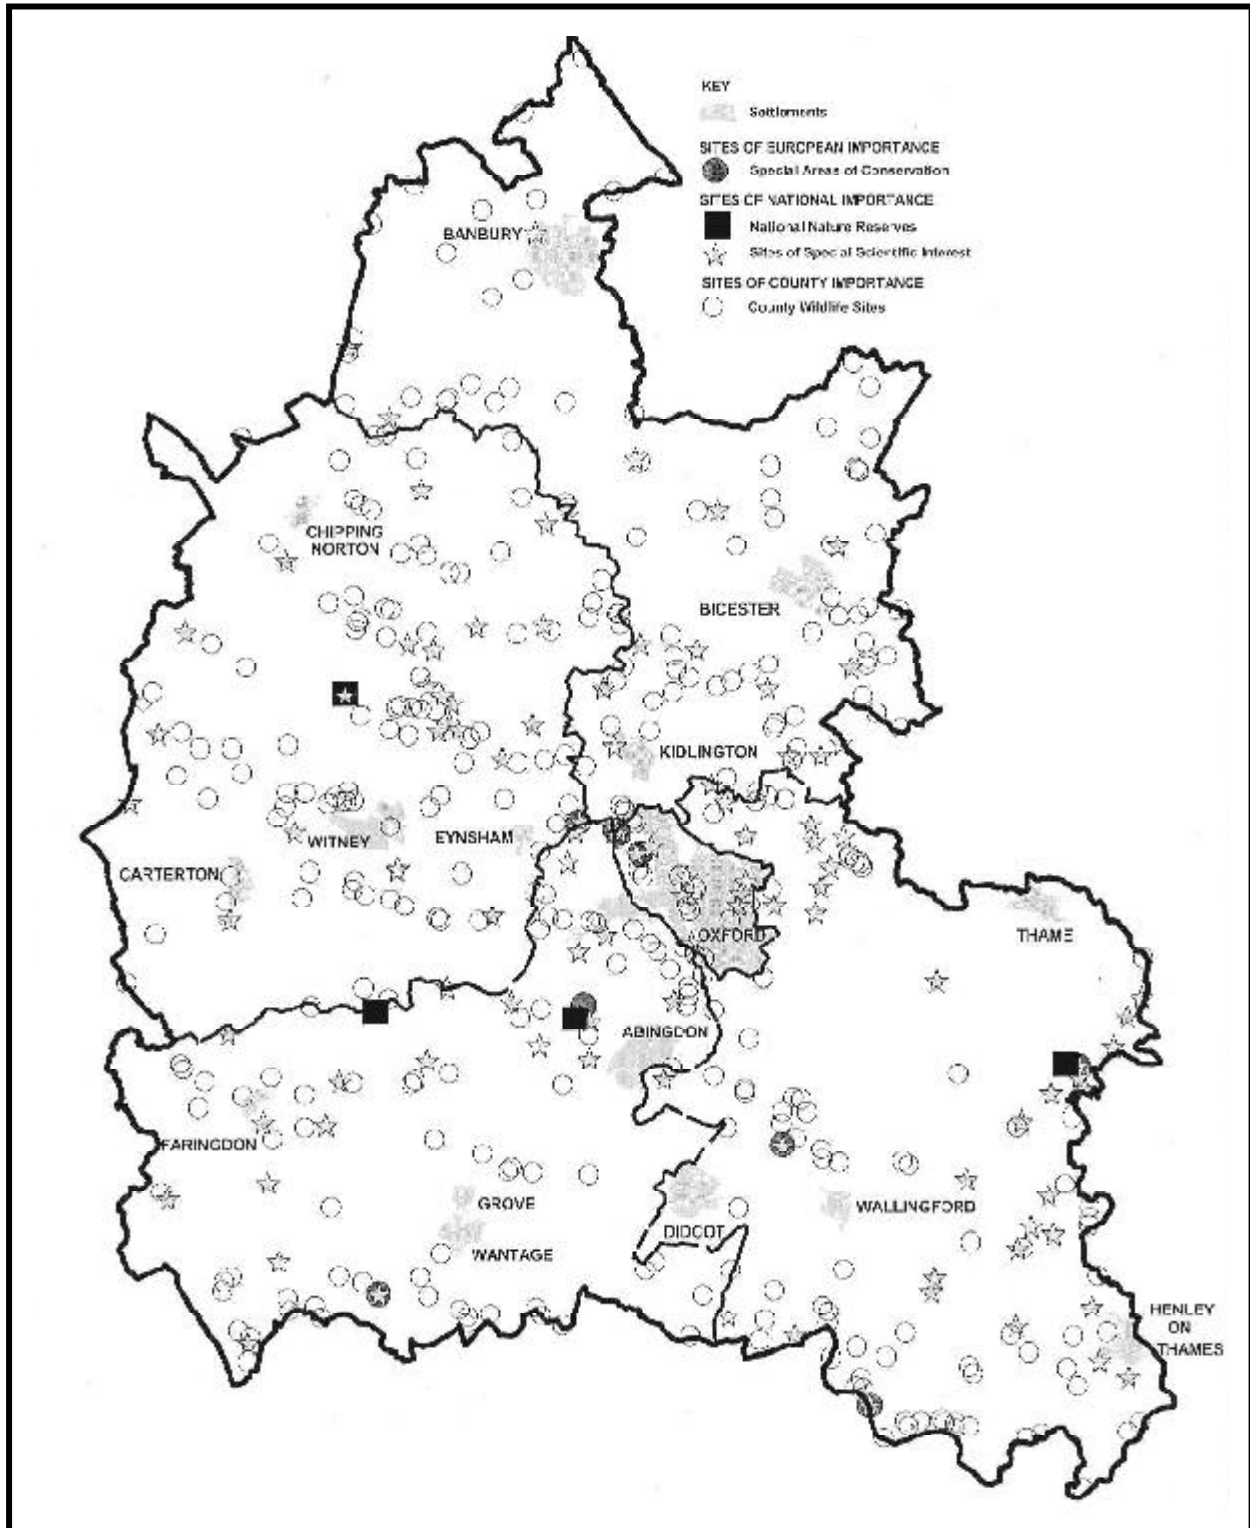 KEY
Settlements
SITES OF EUROPEAN IMPORTANCE
Special Areas of Conservation
SITES OF NATIONAL IMPORTANCE
National Nature Reserves
Sites of Special Scientific Interest
SITES OF COUNTY IMPORTANCE
County Wildlife Sites
BANBURY
CHIPPING
NORTON
BICESTER
KIDLINGTON
WITNEY
EYNSHAM
CARTERTON
OXFORD
THAME
ABINGDON
FARINGDON
GROVE
WALLINGFORD
DIDCOT
WANTAGE
HENLEY
ON
THAMES